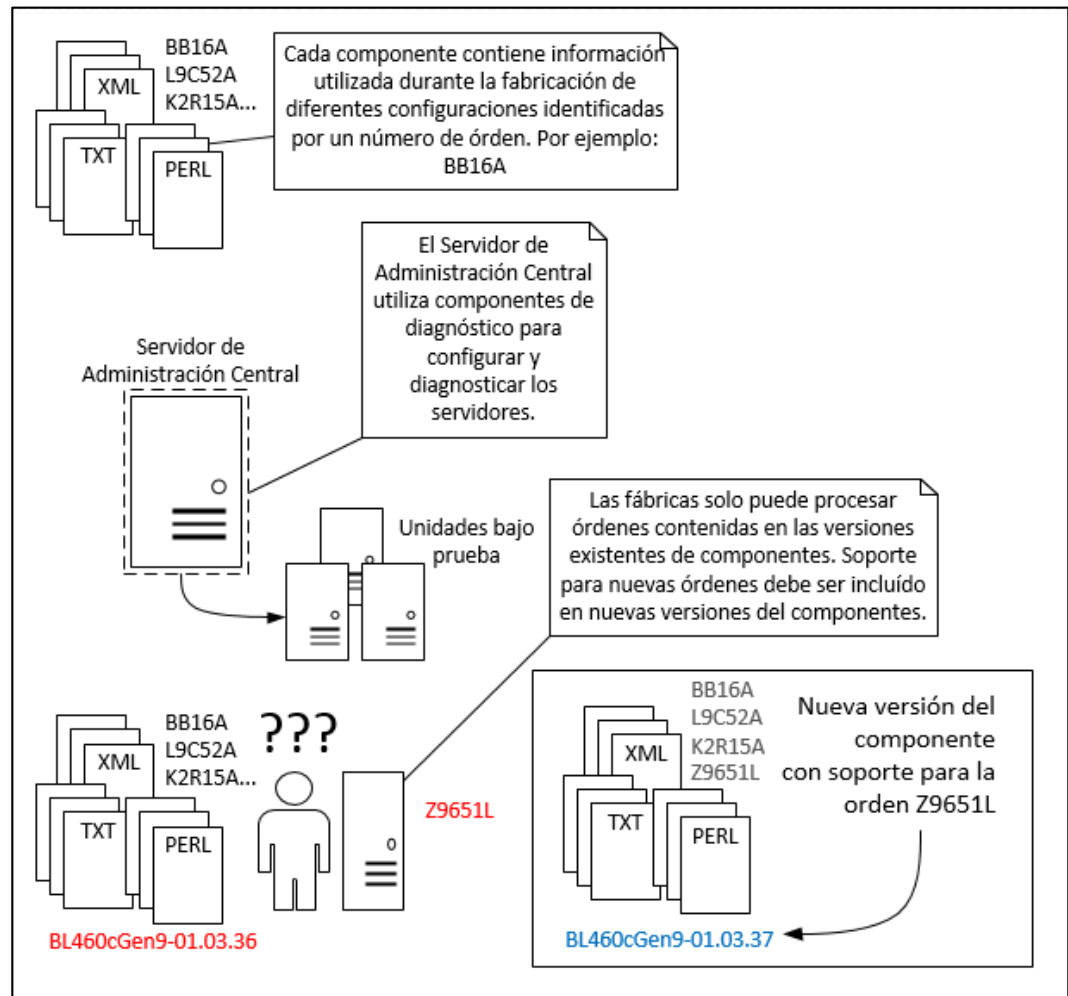 BB16A
L9C52A
K2R15A...
XML
TXT
PERL
Cada componente contiene información
utilizada durante la fabricación de
diferentes configuraciones identificadas
por un número de órden. Por ejemplo:
BB16A
El Servidor de
Administración Central
utiliza componentes de
diagnóstico para
configurar y
diagnosticar los
servidores.
Servidor de
Administración Central
Unidades bajo
prueba
Las fábricas solo puede procesar
órdenes contenidas en las versiones
existentes de componentes. Soporte
para nuevas órdenes debe ser incluído
en nuevas versiones del componentes.
BB16A
L9C52A
K2R15A...
XML
TXT
PERL
???
Z9651L
BL460cGen9-01.03.36
BB16A
L9C52A
K2R15A
Z9651L
XML
TXT
PERL
Nueva versión del
componente
con soporte para la
orden Z9651L
BL460cGen9-01.03.37